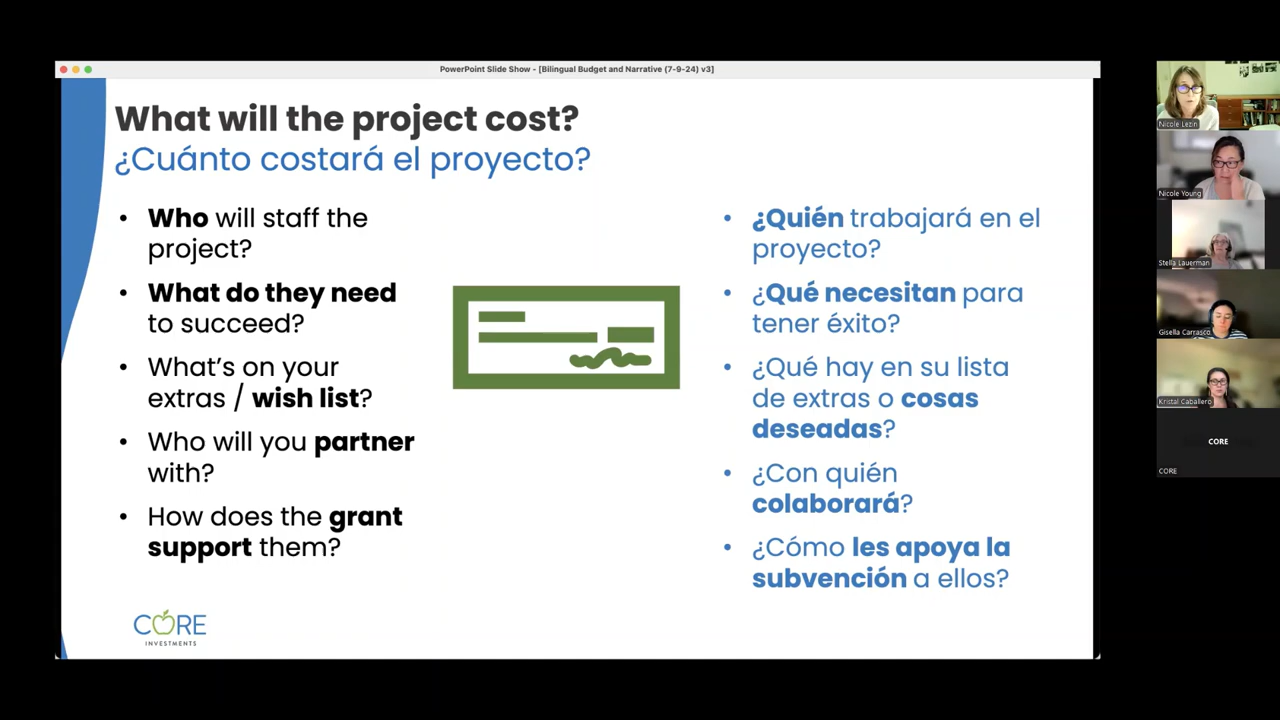 PowerPoint Slide Show - [Bilingual Budget and Narrative (7-9-24) v3]
What will the project cost?
¿Cuánto costará el proyecto?
• Who will staff the
project?
• What do they need
to succeed?
• What's on your
extras / wish list?
• Who will you partner
with?
• How does the grant
support them?
• ¿Quién trabajará en el
proyecto?
• ¿Qué necesitan para
tener éxito?
• ¿Qué hay en su lista
de extras o cosas
deseadas?
• ¿Con quién
colaborará?
• ¿Cómo les apoya la
subvención a ellos?
CORE
INVESTMENTS
Nicole Lezin
Nicole Young
Stella Lauerman
Gisella Carrasco
Kristal Caballero
CORE
CORE